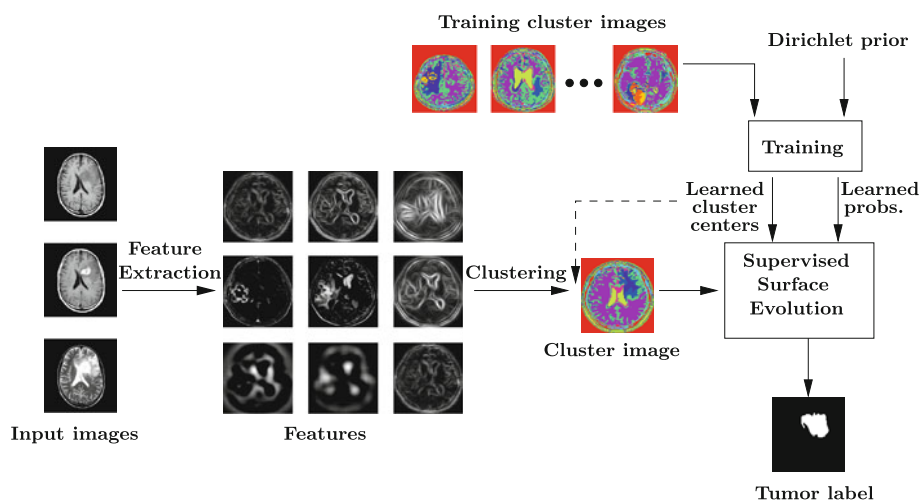 Training cluster images
Dirichlet prior
Training
Learned
cluster
centers
Learned
probs.
Feature
Extraction
Clustering
Supervised
Surface
Evolution
Cluster image
Input images
Features
Tumor label